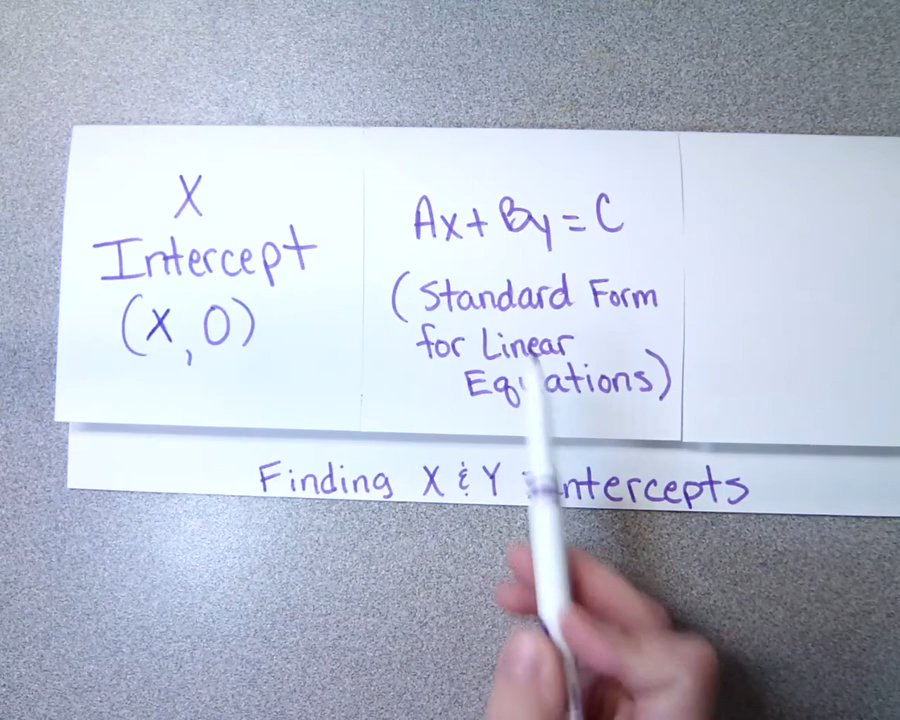 X
Intercept
(X, 0)
Ax + By = C
(Standard Form
for Linear
Equations)
Finding X & Y Intercepts